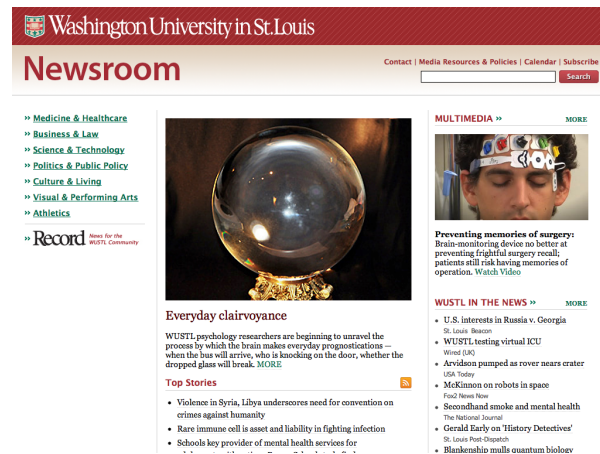 Washington University in St. Louis
Newsroom
Contact | Media Resources & Policies | Calendar | Subscribe
Search
›› Medicine & Healthcare
›› Business & Law
›› Science & Technology
›› Politics & Public Policy
›› Culture & Living
›› Visual & Performing Arts
›› Athletics
›› Record News for the
WUSTL Community
Everyday clairvoyance
WUSTL psychology researchers are beginning to unravel the
process by which the brain makes everyday prognostications —
when the bus will arrive, who is knocking on the door, whether the
dropped glass will break. MORE
Top Stories
• Violence in Syria, Libya underscores need for convention on
crimes against humanity
• Rare immune cell is asset and liability in fighting infection
• Schools key provider of mental health services for
MULTIMEDIA ›› MORE
Preventing memories of surgery:
Brain-monitoring device no better at
preventing frightful surgery recall;
patients still risk having memories of
operation. Watch Video
WUSTL IN THE NEWS ›› MORE
• U.S. interests in Russia v. Georgia
St. Louis Beacon
• WUSTL testing virtual ICU
Wired (UK)
• Arvidson pumped as rover nears crater
USA Today
• McKinnon on robots in space
Fox2 News Now
• Secondhand smoke and mental health
The National Journal
• Gerald Early on 'History Detectives'
St. Louis Post-Dispatch
• Blankenship mulls quantum biology